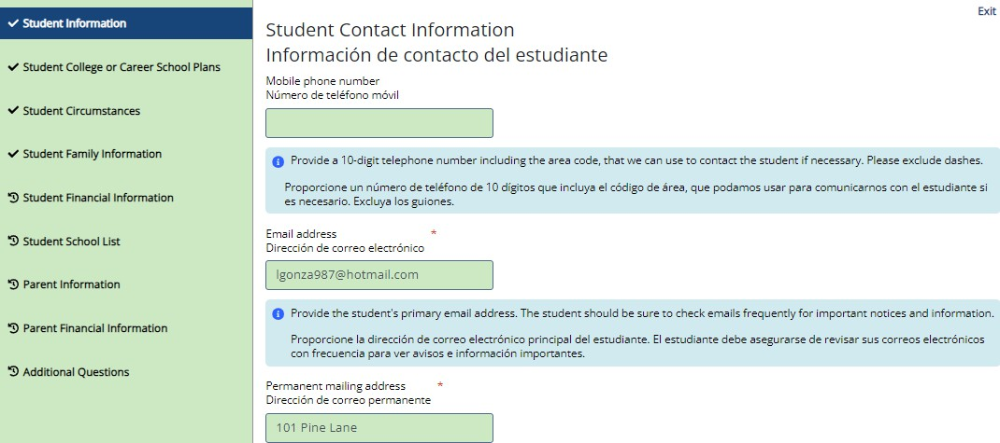 Exit
Student Information
Student College or Career School Plans
Student Circumstances
Student Family Information
Student Financial Information
Student School List
Parent Information
Parent Financial Information
Additional Questions
Student Contact Information
Información de contacto del estudiante
Mobile phone number
Número de teléfono móvil
Provide a 10-digit telephone number including the area code, that we can use to contact the student if necessary. Please exclude dashes.
Proporcione un número de teléfono de 10 dígitos que incluya el código de área, que podamos usar para comunicarnos con el estudiante si
es necesario. Excluya los guiones.
Email address *
Dirección de correo electrónico
lgonza987@hotmail.com
Provide the student's primary email address. The student should be sure to check emails frequently for important notices and information.
Proporcione la dirección de correo electrónico principal del estudiante. El estudiante debe asegurarse de revisar sus correos electrónicos
con frecuencia para ver avisos e información importantes.
Permanent mailing address *
Dirección de correo permanente
101 Pine Lane